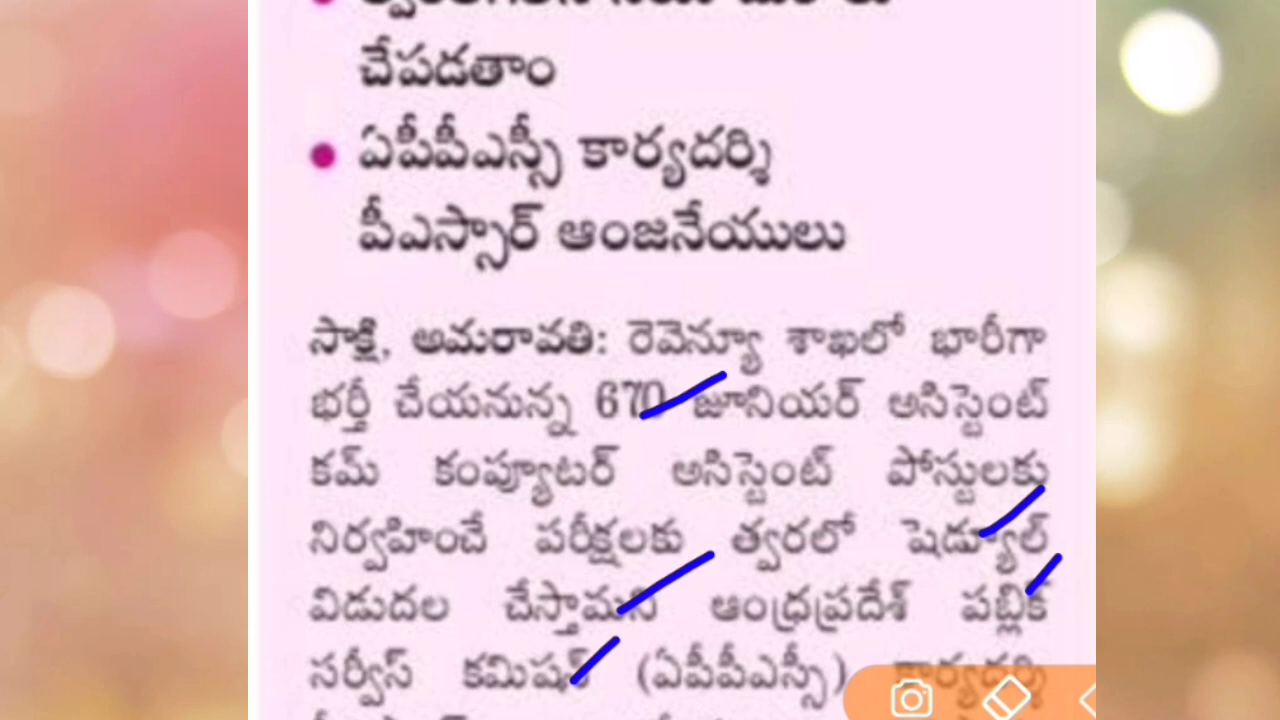 చేపడతాం
• ఏపీపీఎస్సీ కార్యదర్శి
పీఎస్సార్ ఆంజనేయులు
సాక్షి, అమరావతి: రెవెన్యూ శాఖలో భారీగా
భర్తీ చేయనున్న 670 జూనియర్ అసిస్టెంట్
కమ్ కంప్యూటర్ అసిస్టెంట్ పోస్టులకు
నిర్వహించే పరీక్షలకు త్వరలో షెడ్యూల్
విడుదల చేస్తామని ఆంధ్రప్రదేశ్ పబ్లిక్
సర్వీస్ కమిషన్ (ఏపీపీఎస్సీ) కార్యదర్శి